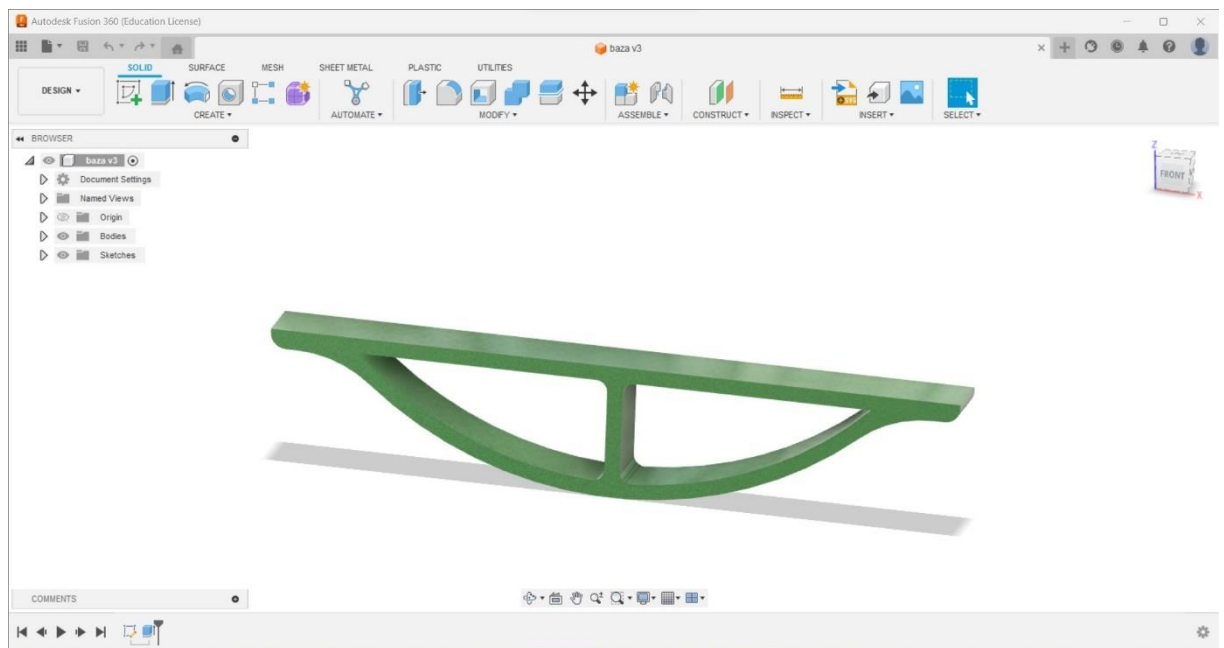 Autodesk Fusion 360 (Education License)
baza v3
SOLID SURFACE MESH SHEET METAL PLASTIC UTILITIES
DESIGN
CREATE AUTOMATE MODIFY ASSEMBLE CONSTRUCT INSPECT INSERT SELECT
BROWSER
baza v3
Document Settings
Named Views
Origin
Bodies
Sketches
Z
FRONT
X
COMMENTS